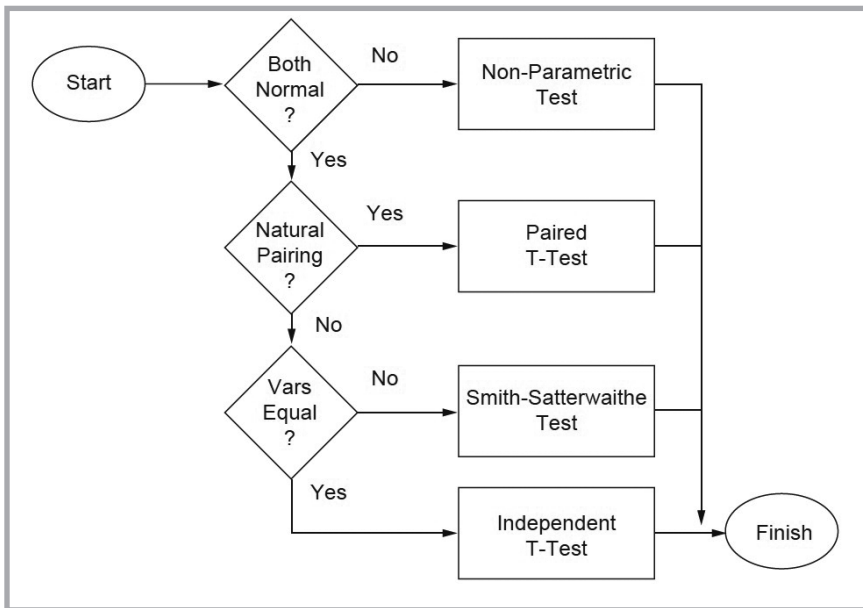 Start
Both
Normal
?
No
Non-Parametric
Test
Yes
Natural
Pairing
?
Yes
Paired
T-Test
No
Vars
Equal
?
No
Smith-Satterwaithe
Test
Yes
Independent
T-Test
Finish